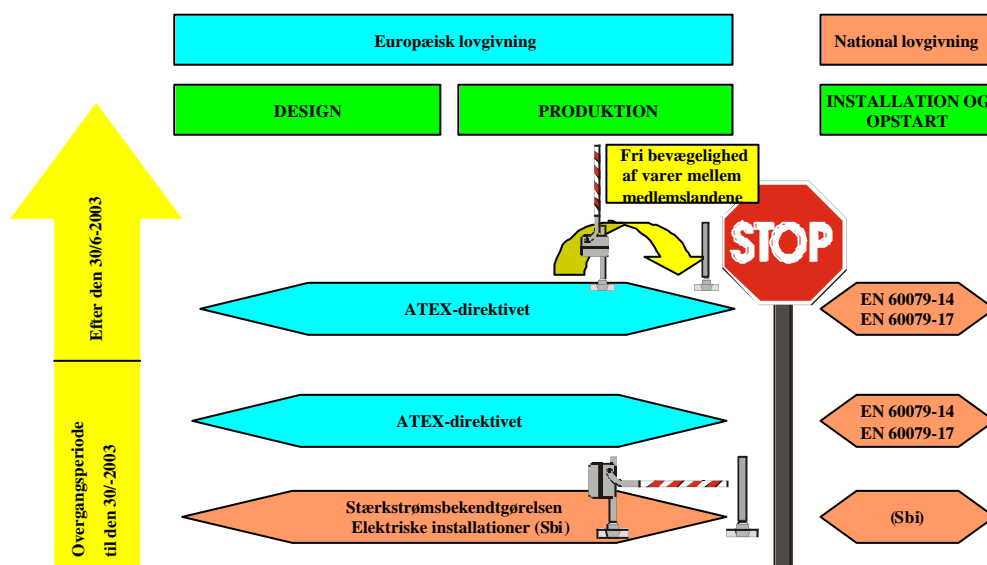 Europæisk lovgivning
National lovgivning
DESIGN
PRODUKTION
INSTALLATION OG
OPSTART
Fri bevægelighed
af varer mellem
medlemslandene
STOP
Efter den 30/6-2003
ATEX-direktivet
EN 60079-14
EN 60079-17
ATEX-direktivet
EN 60079-14
EN 60079-17
Overgangsperiode
til den 30/-2003
Stærkstrømsbekendtgørelsen
Elektriske installationer (Sbi)
(Sbi)